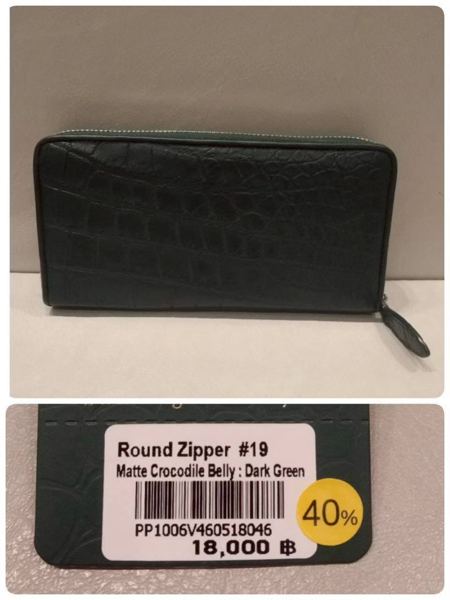 Round Zipper #19
Matte Crocodile Belly : Dark Green
PP1006V460518046
18,000 ฿
40%